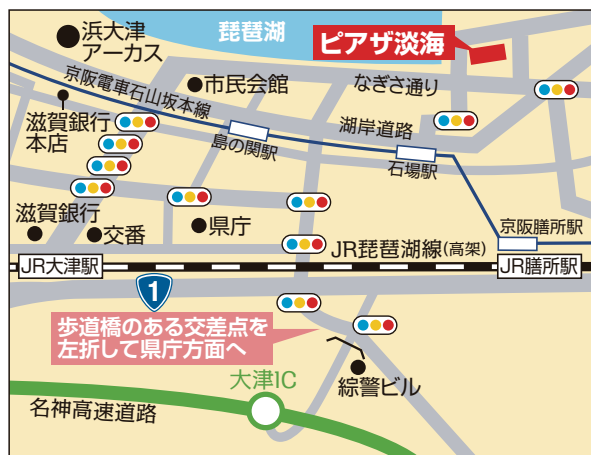 浜大津
アーカス
琵琶湖
ピアザ淡海
京阪電車石山坂本線
市民会館
なぎさ通り
滋賀銀行
本店
島の関駅
湖岸道路
石場駅
滋賀銀行
交番
県庁
京阪膳所駅
JR琵琶湖線(高架)
JR大津駅
JR膳所駅
1
歩道橋のある交差点を
左折して県庁方面へ
綜警ビル
大津IC
名神高速道路